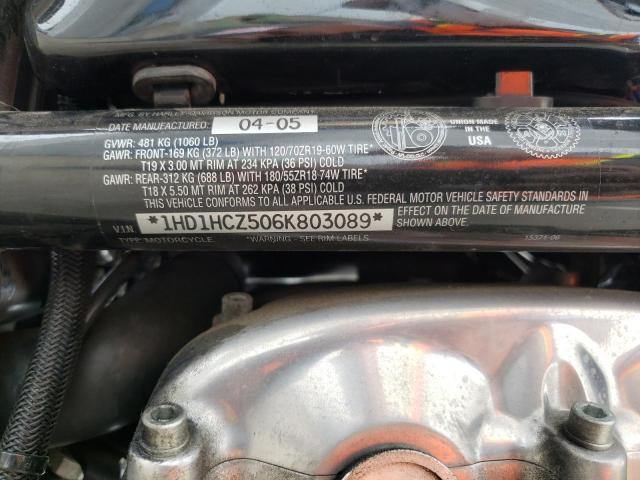 MFG. BY HARLEY-DAVIDSON MOTOR COMPANY
DATE MANUFACTURED: 04-05
GVWR: 481 KG (1060 LB)
GAWR: FRONT-169 KG (372 LB) WITH 120/70ZR19-60W TIRE*
T19 X 3.00 MT RIM AT 234 KPA (36 PSI) COLD
GAWR: REAR-312 KG (688 LB) WITH 180/55ZR18-74W TIRE*
T18 X 5.50 MT RIM AT 262 KPA (38 PSI) COLD
THIS VEHICLE CONFORMS TO ALL APPLICABLE U.S. FEDERAL MOTOR VEHICLE SAFETY STANDARDS IN
EFFECT ON THE DATE OF MANUFACTURE
SHOWN ABOVE.
VIN *1HD1HCZ506K803089*
TYPE MOTORCYCLE *WARNING - SEE RIM LABELS 15371-06
MADE IN THE
USA